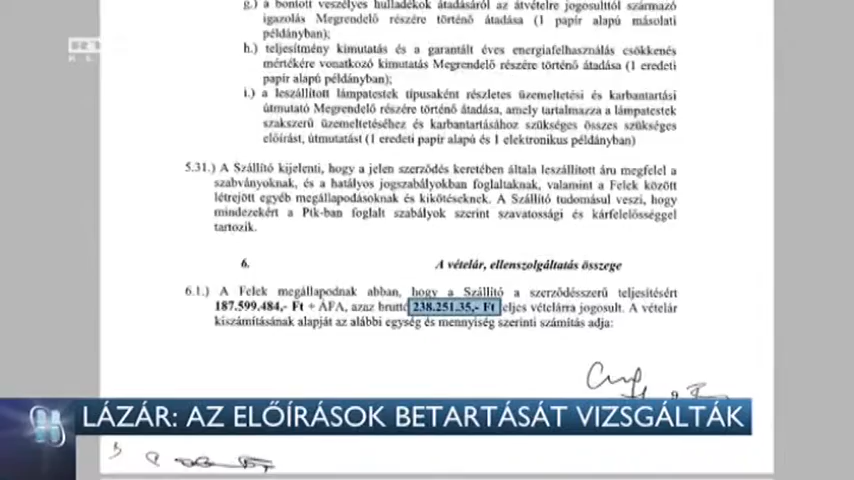 g.) a bontott veszélyes hulladékok átadásáról az átvételre jogosulttól származó
igazolás Megrendelő részére történő átadása (1 papír alapú másolati
példányban);
h.) teljesítmény kimutatás és a garantált éves energiafelhasználás csökkenés
mértékére vonatkozó kimutatás Megrendelő részére történő átadása (1 eredeti
papír alapú példányban);
i.) a leszállított lámpatestek típusaként részletes üzemeltetési és karbantartási
útmutató Megrendelő részére történő átadása, amely tartalmazza a lámpatestek
szakszerű üzemeltetéséhez és karbantartásához szükséges összes szükséges
előírást, útmutatást (1 eredeti papír alapú és 1 elektronikus példányban)
5.31.) A Szállító kijelenti, hogy a jelen szerződés keretében általa leszállított áru megfelel a
szabványoknak, és a hatályos jogszabályokban foglaltaknak, valamint a Felek között
létrejött egyéb megállapodásoknak és kikötéseknek. A Szállító tudomásul veszi, hogy
mindezekért a Ptk-ban foglalt szabályok szerint szavatossági és kárfelelősséggel
tartozik.
6. A vételár, ellenszolgáltatás összege
6.1.) A Felek megállapodnak abban, hogy a Szállító a szerződésszerű teljesítésért
187.599.484,- Ft + ÁFA, azaz bruttó 238.251.35,- Ft teljes vételárra jogosult. A vételár
kiszámításának alapját az alábbi egység és mennyiség szerinti számítás adja:
LÁZÁR: AZ ELŐÍRÁSOK BETARTÁSÁT VIZSGÁLTÁK